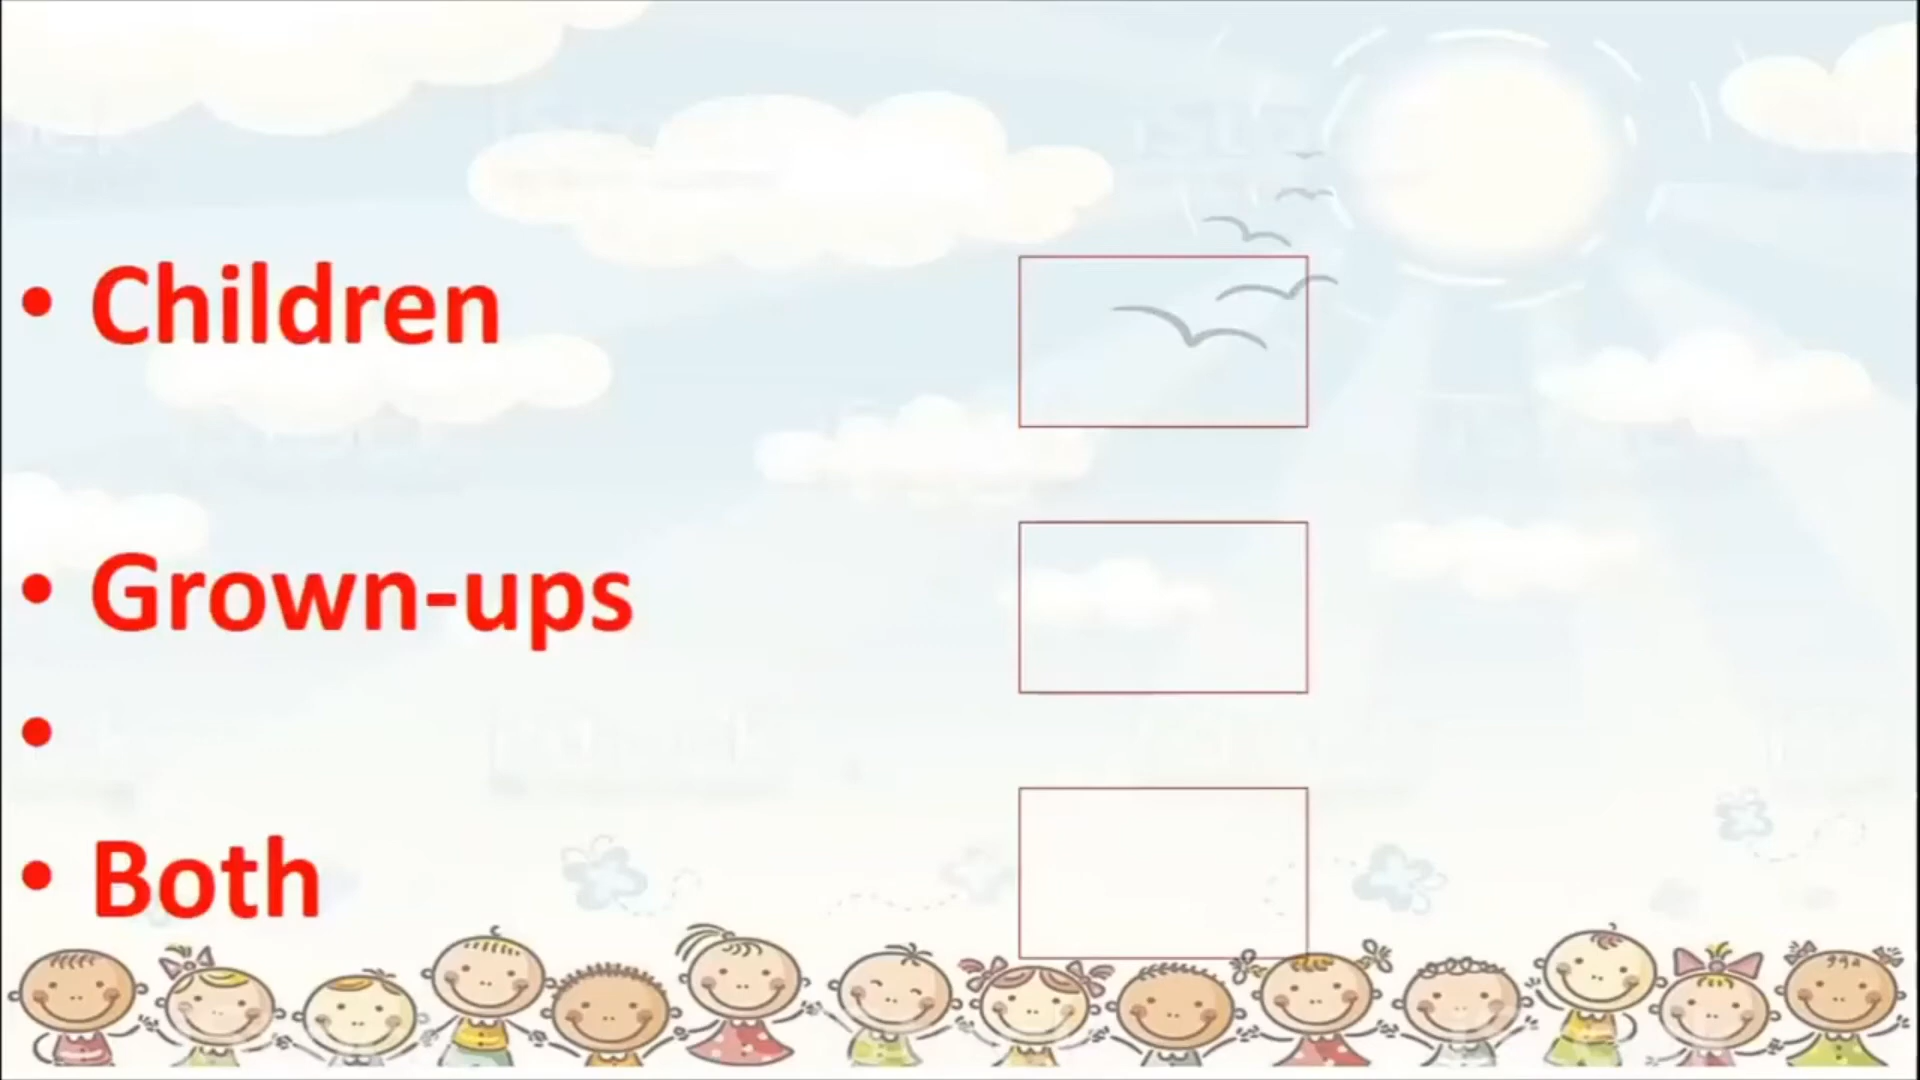 • Children
• Grown-ups
•
• Both